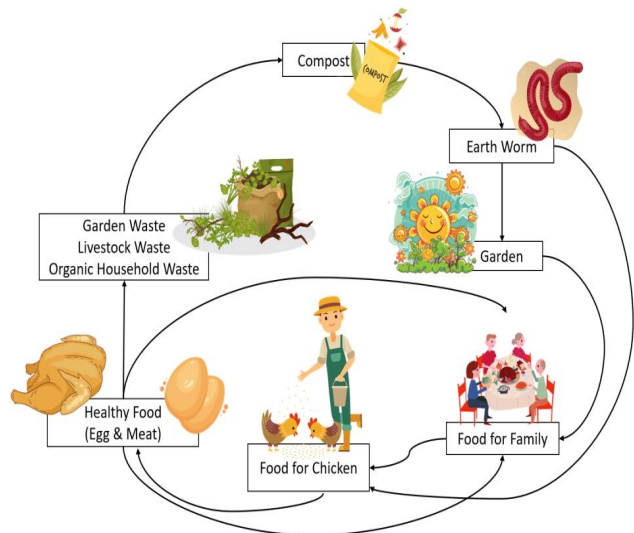 Compost
COMPOST
Earth Worm
Garden Waste
Livestock Waste
Organic Household Waste
Garden
Healthy Food
(Egg & Meat)
Food for Family
Food for Chicken